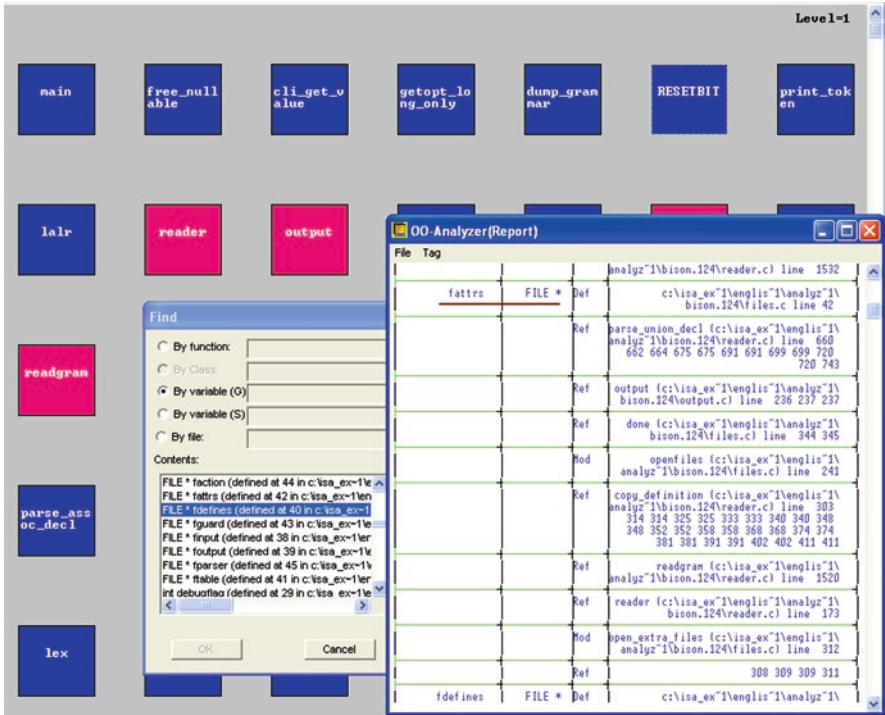 Level=1
main
free_null
able
cli_get_v
alue
getopt_lo
ng_only
dump_gram
mar
RESETBIT
print_tok
en
lalr
reader
output
readgram
parse_ass
oc_decl
lex
Find
By function:
By Class:
By variable (G)
By variable (S)
By file:
Contents:
FILE * faction (defined at 44 in c:\isa_ex~1\e
FILE * fattrs (defined at 42 in c:\isa_ex~1\en
FILE * fdefines (defined at 40 in c:\isa_ex~1
FILE * fguard (defined at 43 in c:\isa_ex~1\e
FILE * finput (defined at 38 in c:\isa_ex~1\e
FILE * foutput (defined at 39 in c:\isa_ex~1\e
FILE * fparser (defined at 45 in c:\isa_ex~1\
FILE * ftable (defined at 41 in c:\isa_ex~1\er
int debugflag (defined at 29 in c:\isa_ex~1\e
OK
Cancel
OO-Analyzer(Report)
File Tag
analyz~1\bison.124\reader.c) line 1532
fattrs FILE * Def c:\isa_ex~1\englis~1\analyz~1\
bison.124\files.c line 42
Ref parse_union_decl (c:\isa_ex~1\englis~1\
analyz~1\bison.124\reader.c) line 660
662 664 675 675 691 691 699 699 720
720 743
Ref output (c:\isa_ex~1\englis~1\analyz~1\
bison.124\output.c) line 236 237 237
Ref done (c:\isa_ex~1\englis~1\analyz~1\
bison.124\files.c) line 344 345
Mod openfiles (c:\isa_ex~1\englis~1\
analyz~1\bison.124\files.c) line 241
Ref copy_definition (c:\isa_ex~1\englis~1\
analyz~1\bison.124\reader.c) line 303
314 314 325 325 333 333 340 340 348
348 352 352 358 358 368 368 374 374
381 381 391 391 402 402 411 411
Ref readgram (c:\isa_ex~1\englis~1\
analyz~1\bison.124\reader.c) line 1520
Ref reader (c:\isa_ex~1\englis~1\analyz~1\
bison.124\reader.c) line 173
Mod open_extra_files (c:\isa_ex~1\englis~1\
analyz~1\bison.124\files.c) line 312
Ref 308 309 309 311
fdefines FILE * Def c:\isa_ex~1\englis~1\analyz~1\